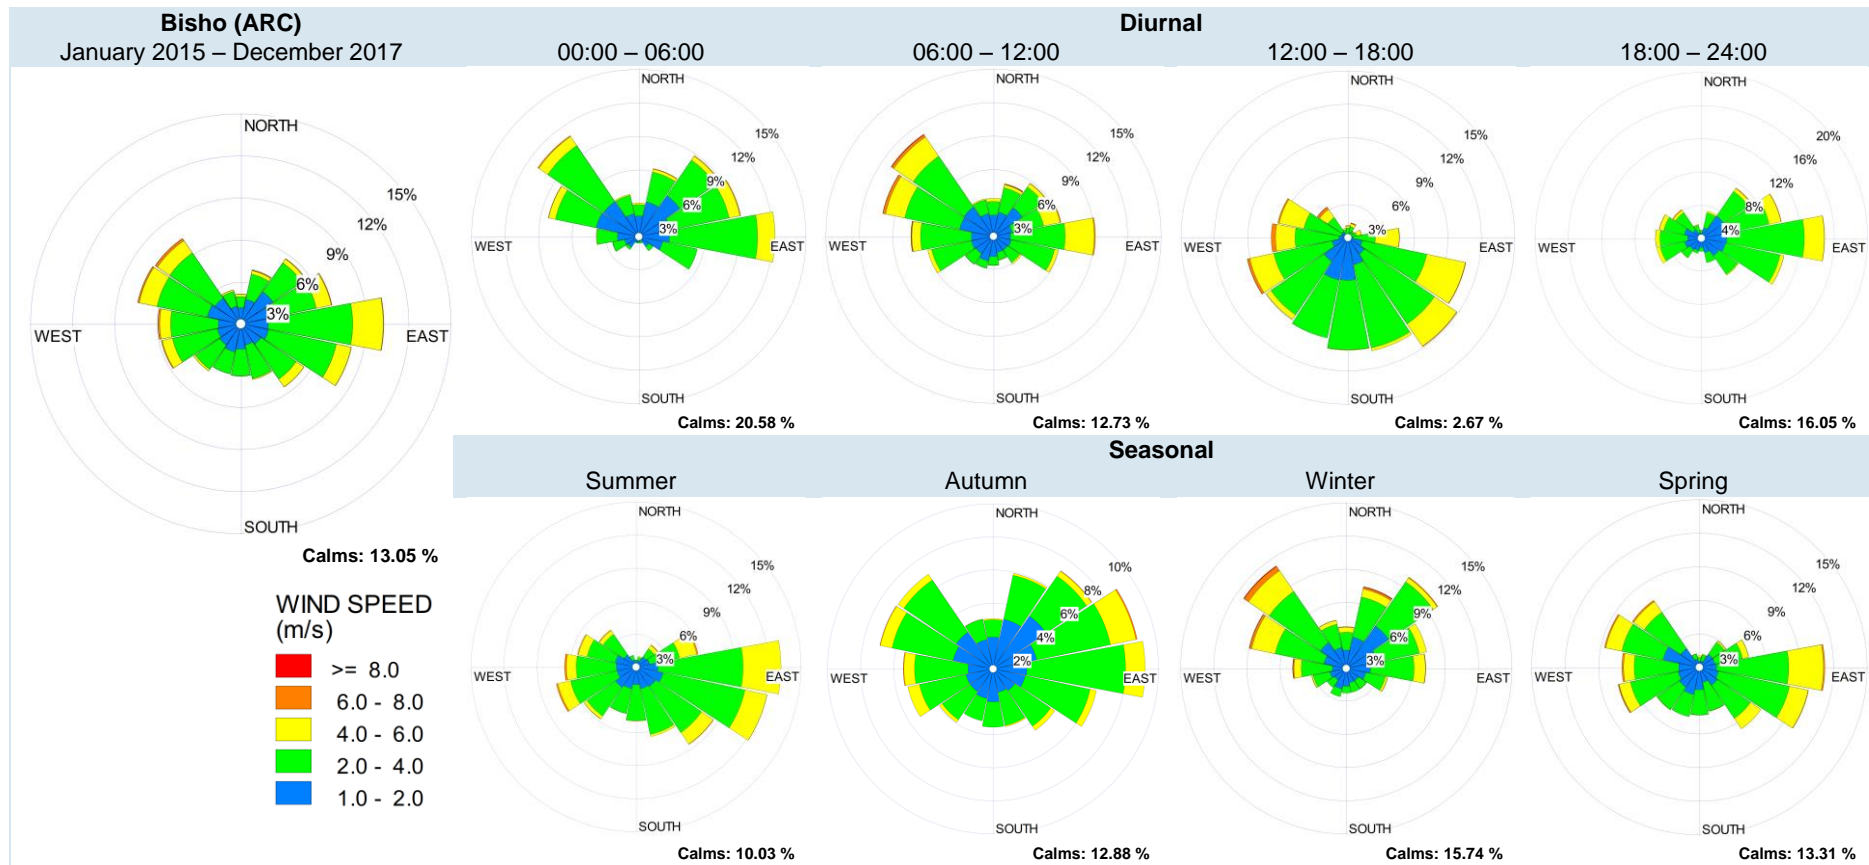 Bisho (ARC)
January 2015 – December 2017
Diurnal
00:00 – 06:00
06:00 – 12:00
12:00 – 18:00
18:00 – 24:00
NORTH
15%
12%
9%
6%
3%
WEST
EAST
SOUTH
Calms: 13.05 %
NORTH
15%
12%
9%
6%
3%
WEST
EAST
SOUTH
Calms: 20.58 %
NORTH
15%
12%
9%
6%
3%
WEST
EAST
SOUTH
Calms: 12.73 %
NORTH
15%
12%
9%
6%
3%
WEST
EAST
SOUTH
Calms: 2.67 %
NORTH
20%
16%
12%
8%
4%
WEST
EAST
SOUTH
Calms: 16.05 %
WIND SPEED
(m/s)
>= 8.0
6.0 - 8.0
4.0 - 6.0
2.0 - 4.0
1.0 - 2.0
Seasonal
Summer
Autumn
Winter
Spring
NORTH
15%
12%
9%
6%
3%
WEST
EAST
SOUTH
Calms: 10.03 %
NORTH
10%
8%
6%
4%
2%
WEST
EAST
SOUTH
Calms: 12.88 %
NORTH
15%
12%
9%
6%
3%
WEST
EAST
SOUTH
Calms: 15.74 %
NORTH
15%
12%
9%
6%
3%
WEST
EAST
SOUTH
Calms: 13.31 %